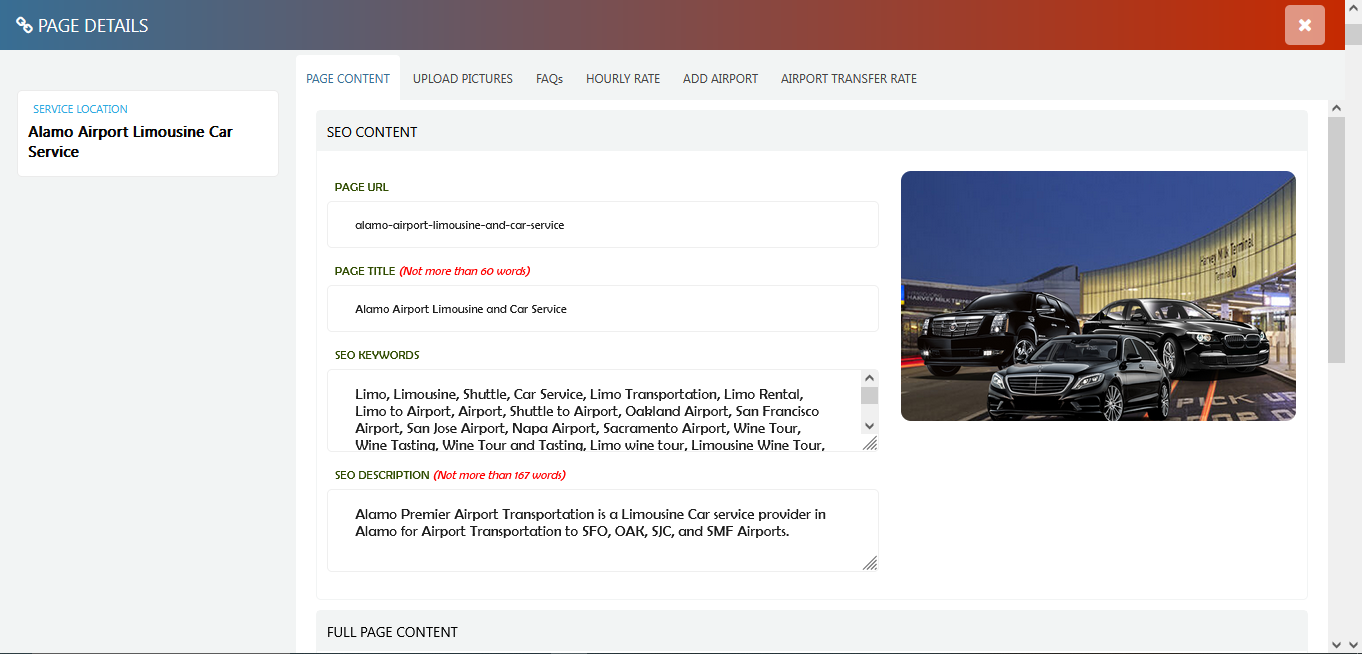 PAGE DETAILS
PAGE CONTENT
UPLOAD PICTURES
FAQs
HOURLY RATE
ADD AIRPORT
AIRPORT TRANSFER RATE
SERVICE LOCATION
Alamo Airport Limousine Car
Service
SEO CONTENT
PAGE URL
alamo-airport-limousine-and-car-service
PAGE TITLE (Not more than 60 words)
Alamo Airport Limousine and Car Service
SEO KEYWORDS
Limo, Limousine, Shuttle, Car Service, Limo Transportation, Limo Rental,
Limo to Airport, Airport, Shuttle to Airport, Oakland Airport, San Francisco
Airport, San Jose Airport, Napa Airport, Sacramento Airport, Wine Tour,
Wine Tasting, Wine Tour and Tasting, Limo wine tour, Limousine Wine Tour,
SEO DESCRIPTION (Not more than 167 words)
Alamo Premier Airport Transportation is a Limousine Car service provider in
Alamo for Airport Transportation to SFO, OAK, SJC, and SMF Airports.
Harvey Milk Terminal
Terminal
HARVEY MILK
PICK UP
FULL PAGE CONTENT